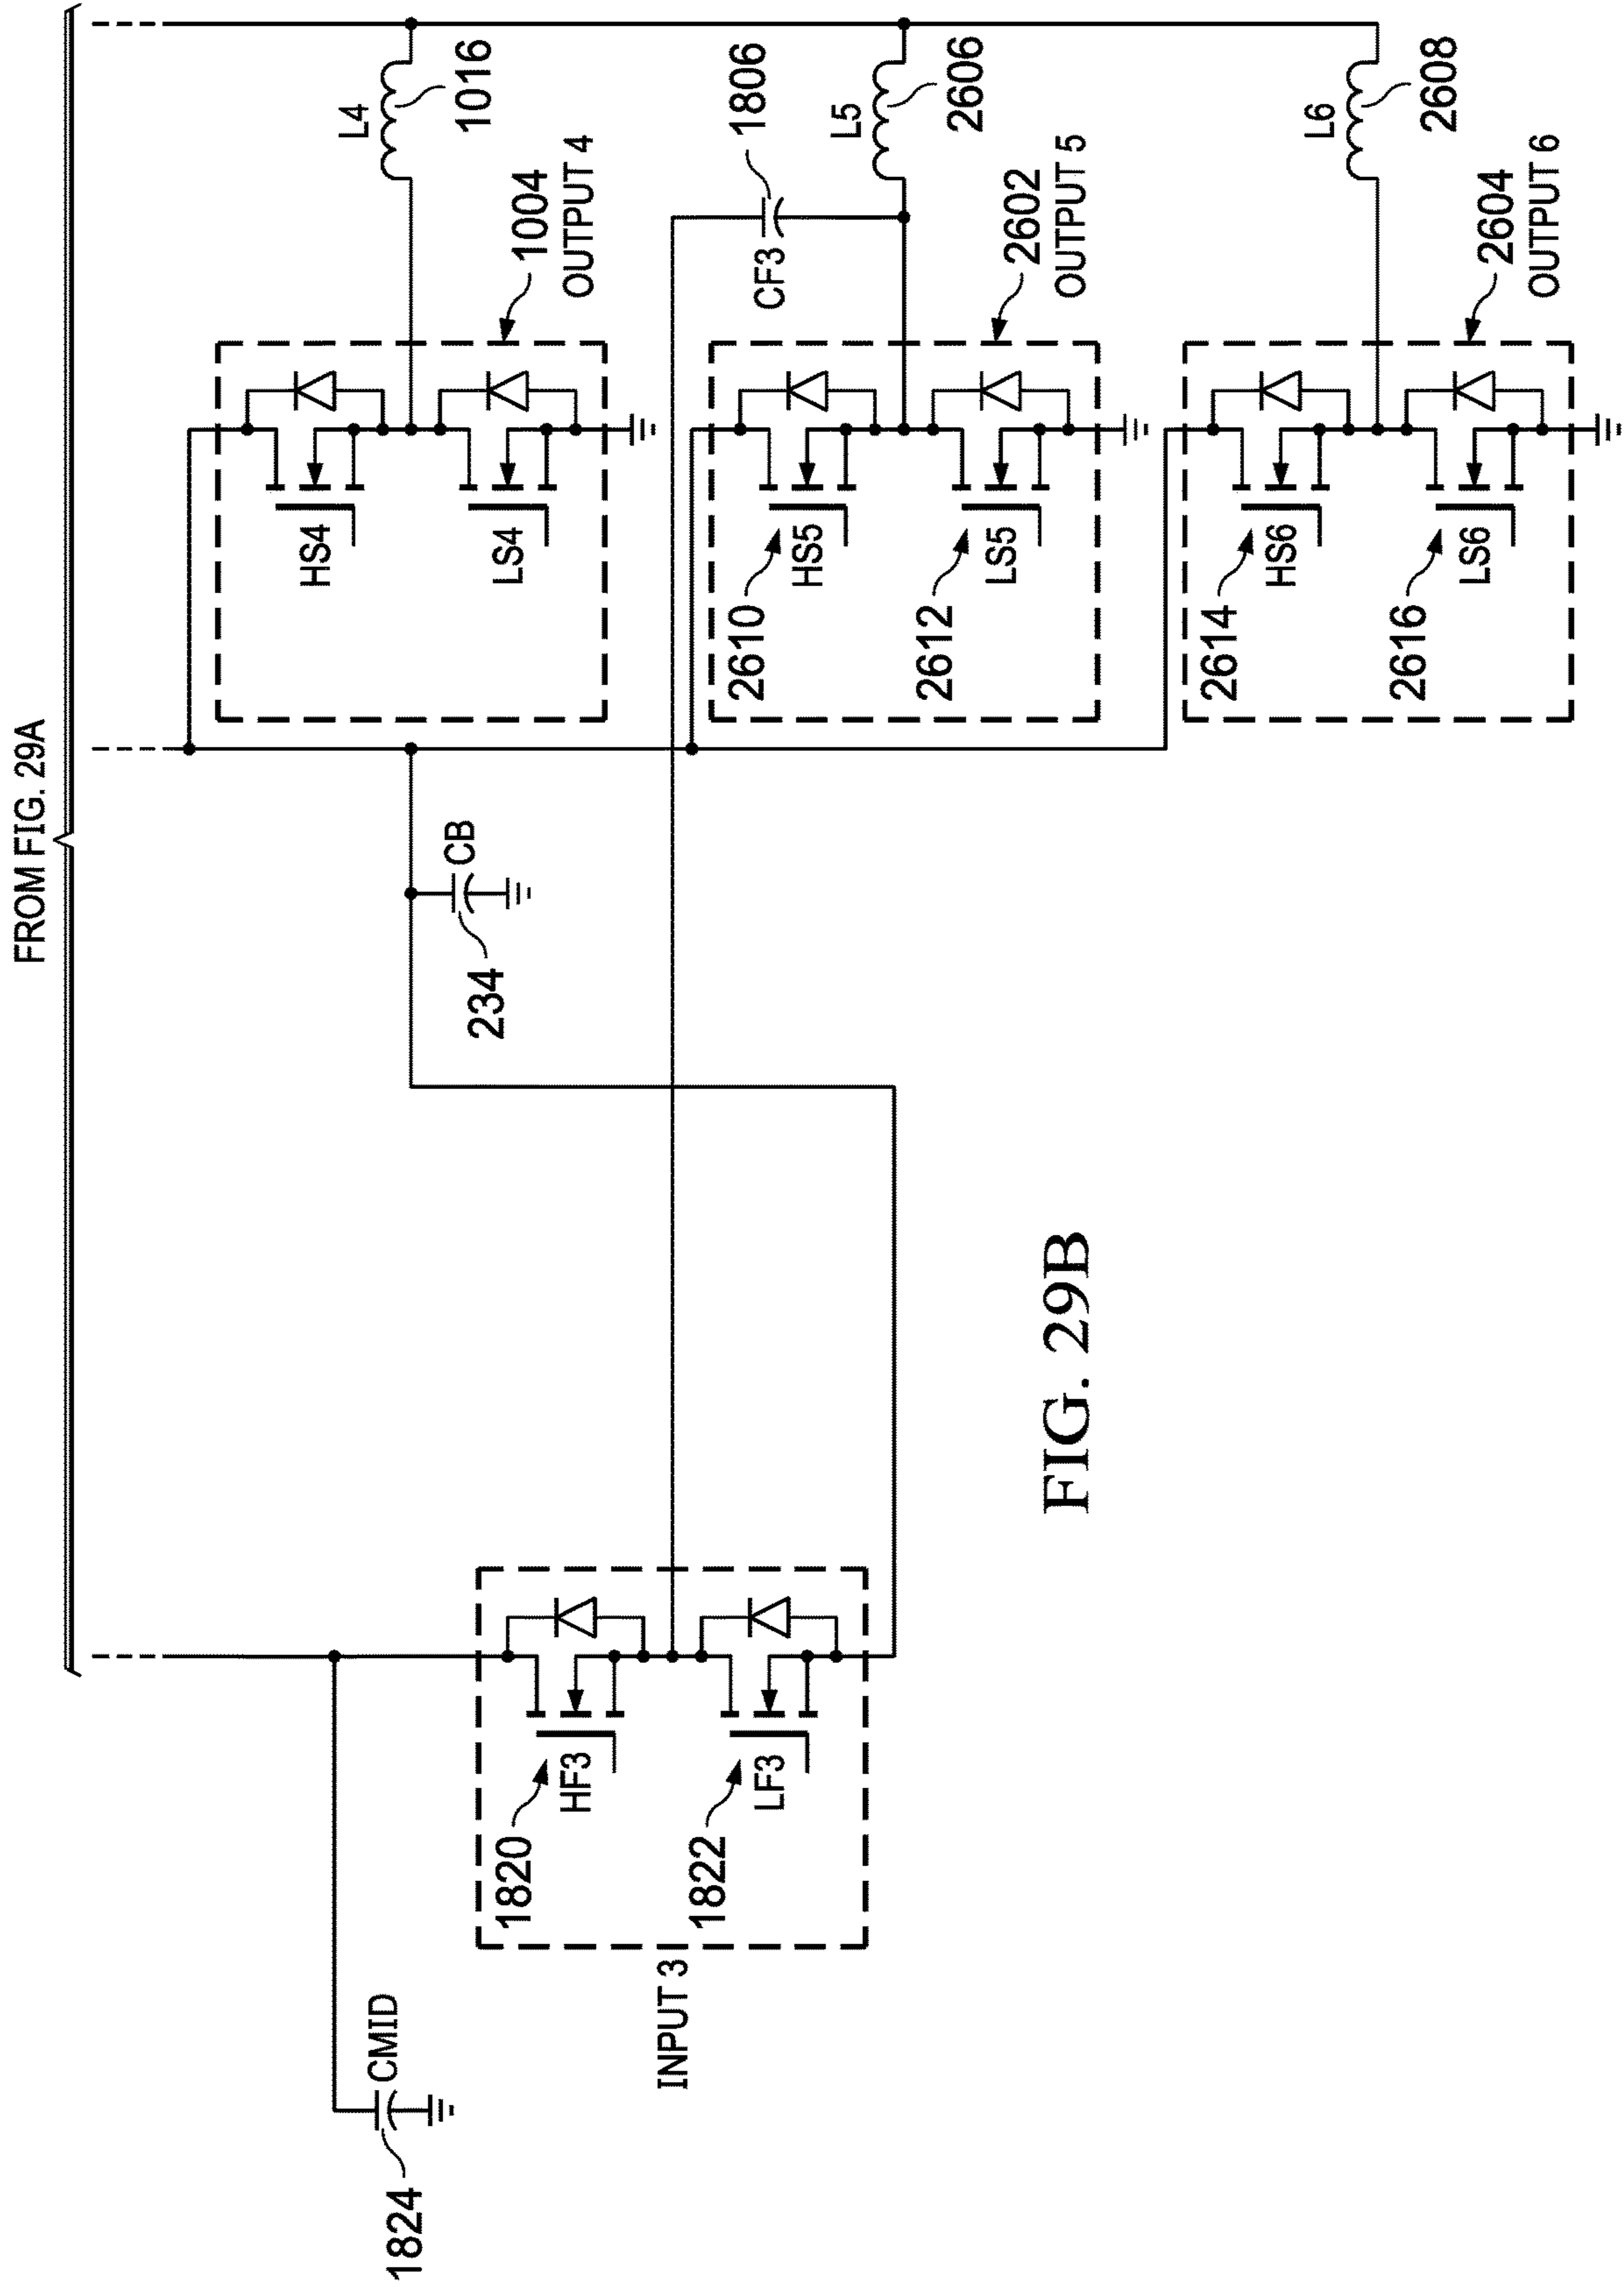 FROM FIG. 29A
L4
1016
1004
OUTPUT 4
HS4
LS4
1806
CF3
L5
2606
2602
OUTPUT 5
2610
HS5
2612
LS5
L6
2608
2604
OUTPUT 6
2614
HS6
2616
LS6
CB
234
1820
HF3
1822
LF3
INPUT 3
CMID
1824
FIG. 29B